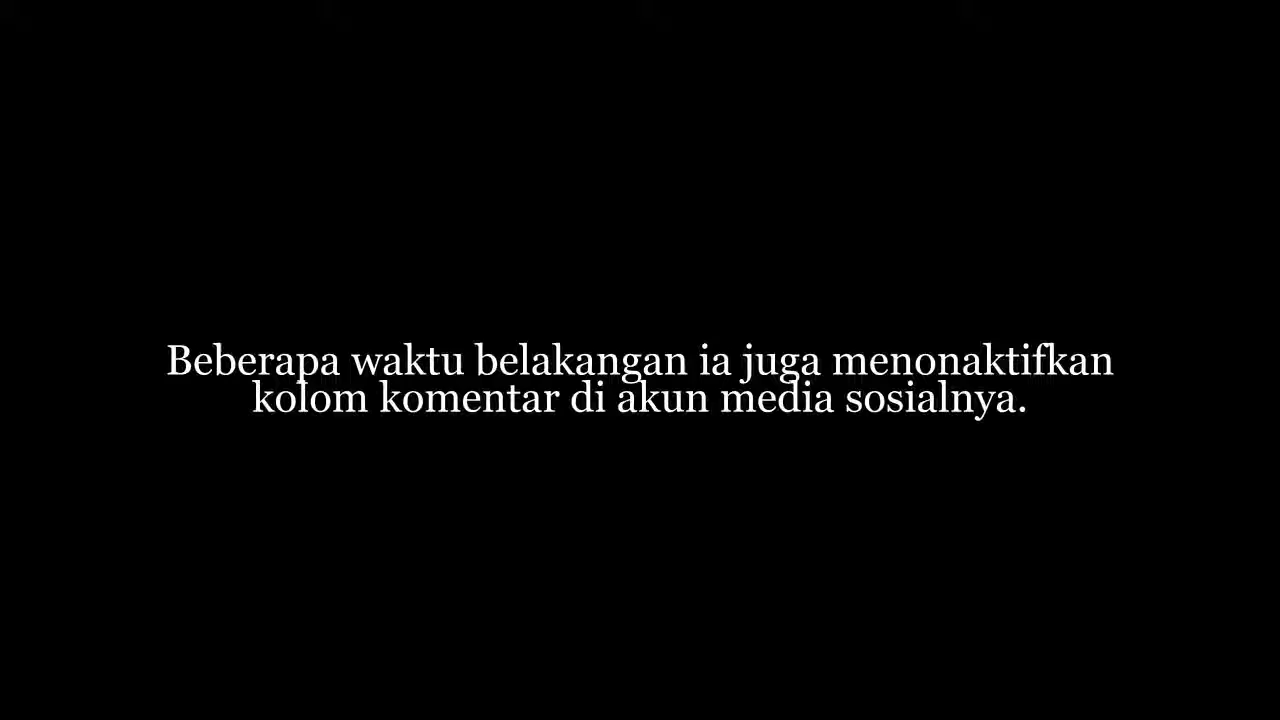 Beberapa waktu belakangan ia juga menonaktifkan
kolom komentar di akun media sosialnya.